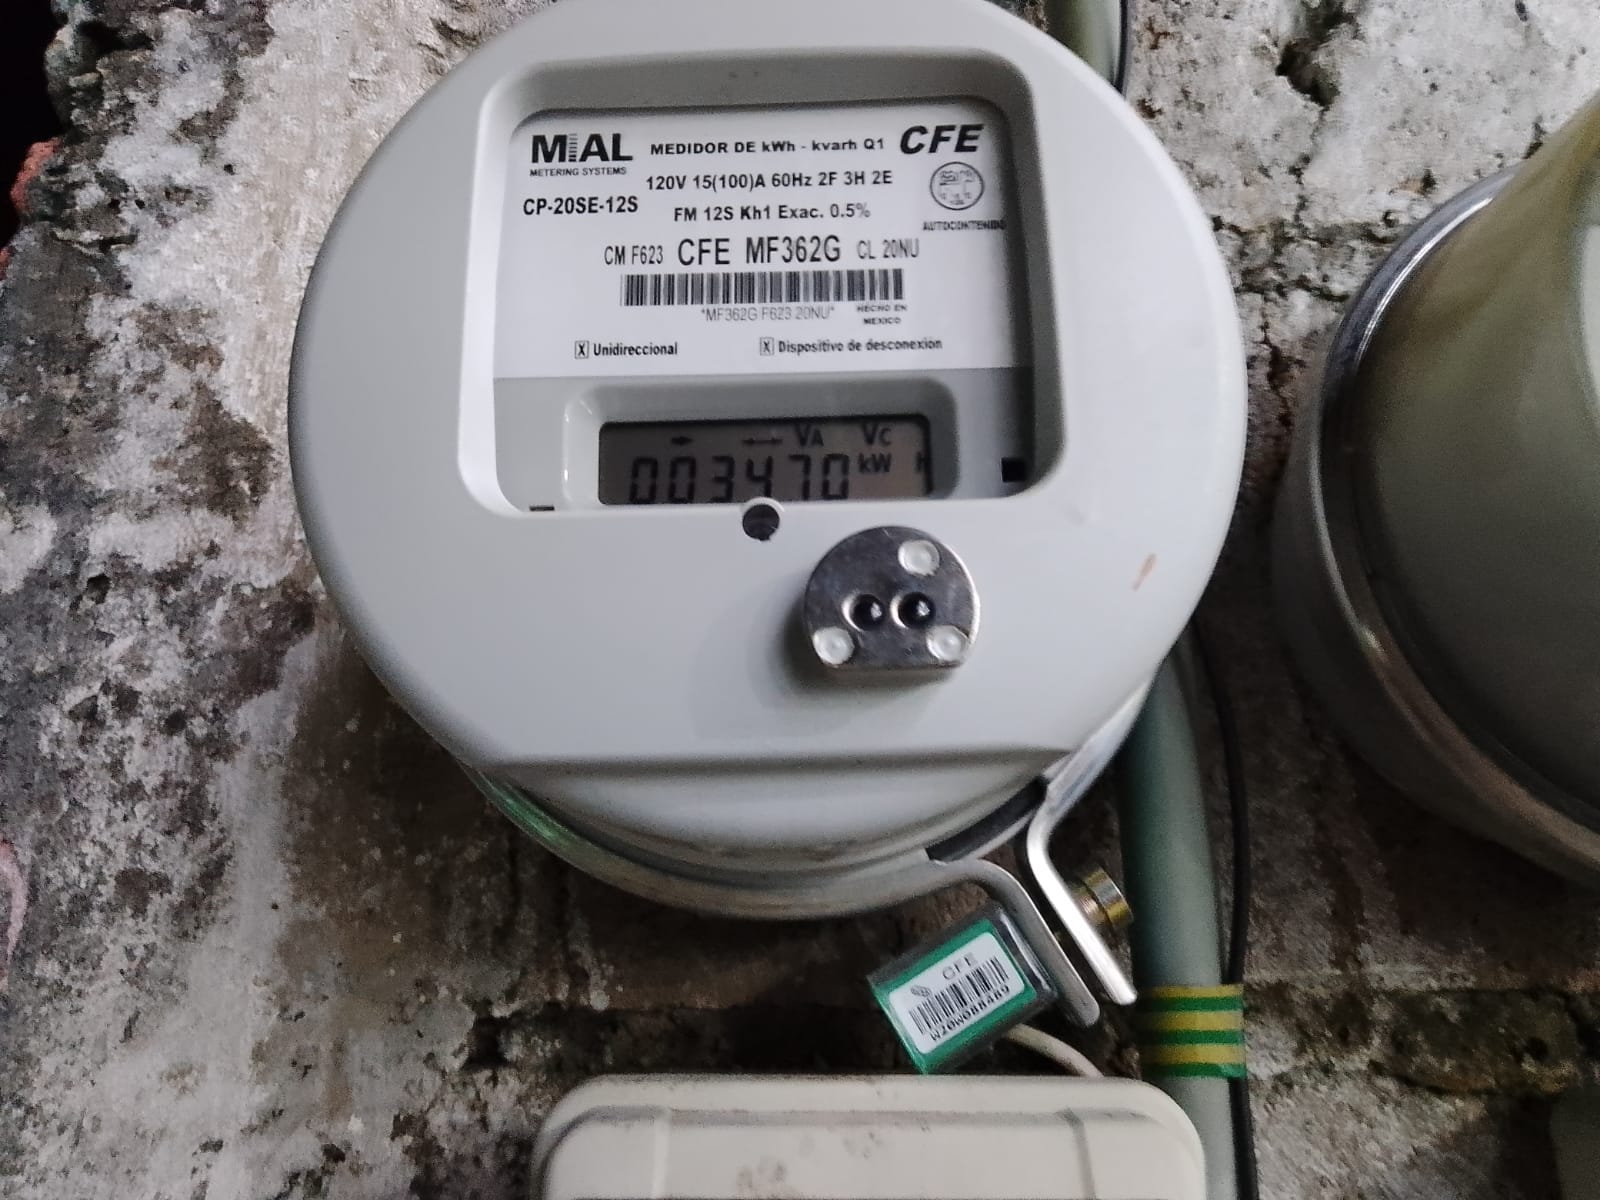 MIAL MEDIDOR DE kWh - kvarh Q1 CFE
METERING SYSTEMS
120V 15(100)A 60Hz 2F 3H 2E
CP-20SE-12S FM 12S Kh1 Exac. 0.5%
AUTOCONTENIDO
CM F623 CFE MF362G CL 20NU
*MF362G F623 20NU* HECHO EN
MEXICO
X Unidireccional X Dispositivo de desconexion
VA VC
003470 kW h
CFE
W20W088489